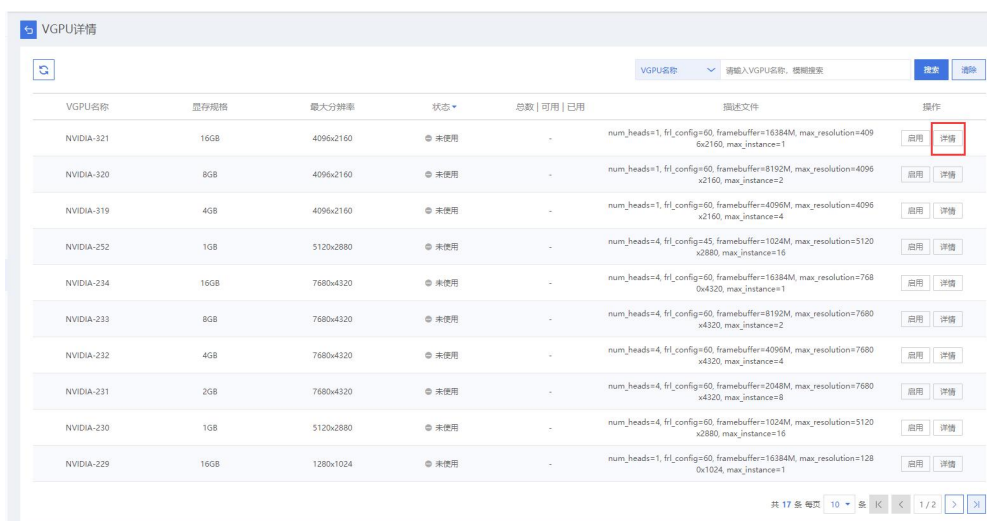 VGPU详情
VGPU名称 请输入VGPU名称，模糊搜索 搜索 清除
VGPU名称 显存规格 最大分辨率 状态 总数 | 可用 | 已用 描述文件 操作
NVIDIA-321 16GB 4096x2160 未使用 - num_heads=1, frl_config=60, framebuffer=16384M, max_resolution=409
6x2160, max_instance=1 启用 详情
NVIDIA-320 8GB 4096x2160 未使用 - num_heads=1, frl_config=60, framebuffer=8192M, max_resolution=4096
x2160, max_instance=2 启用 详情
NVIDIA-319 4GB 4096x2160 未使用 - num_heads=1, frl_config=60, framebuffer=4096M, max_resolution=4096
x2160, max_instance=4 启用 详情
NVIDIA-252 1GB 5120x2880 未使用 - num_heads=4, frl_config=45, framebuffer=1024M, max_resolution=5120
x2880, max_instance=16 启用 详情
NVIDIA-234 16GB 7680x4320 未使用 - num_heads=4, frl_config=60, framebuffer=16384M, max_resolution=768
0x4320, max_instance=1 启用 详情
NVIDIA-233 8GB 7680x4320 未使用 - num_heads=4, frl_config=60, framebuffer=8192M, max_resolution=7680
x4320, max_instance=2 启用 详情
NVIDIA-232 4GB 7680x4320 未使用 - num_heads=4, frl_config=60, framebuffer=4096M, max_resolution=7680
x4320, max_instance=4 启用 详情
NVIDIA-231 2GB 7680x4320 未使用 - num_heads=4, frl_config=60, framebuffer=2048M, max_resolution=7680
x4320, max_instance=8 启用 详情
NVIDIA-230 1GB 5120x2880 未使用 - num_heads=4, frl_config=60, framebuffer=1024M, max_resolution=5120
x2880, max_instance=16 启用 详情
NVIDIA-229 16GB 1280x1024 未使用 - num_heads=1, frl_config=60, framebuffer=16384M, max_resolution=128
0x1024, max_instance=1 启用 详情
共 17 条 每页 10 条 1 / 2